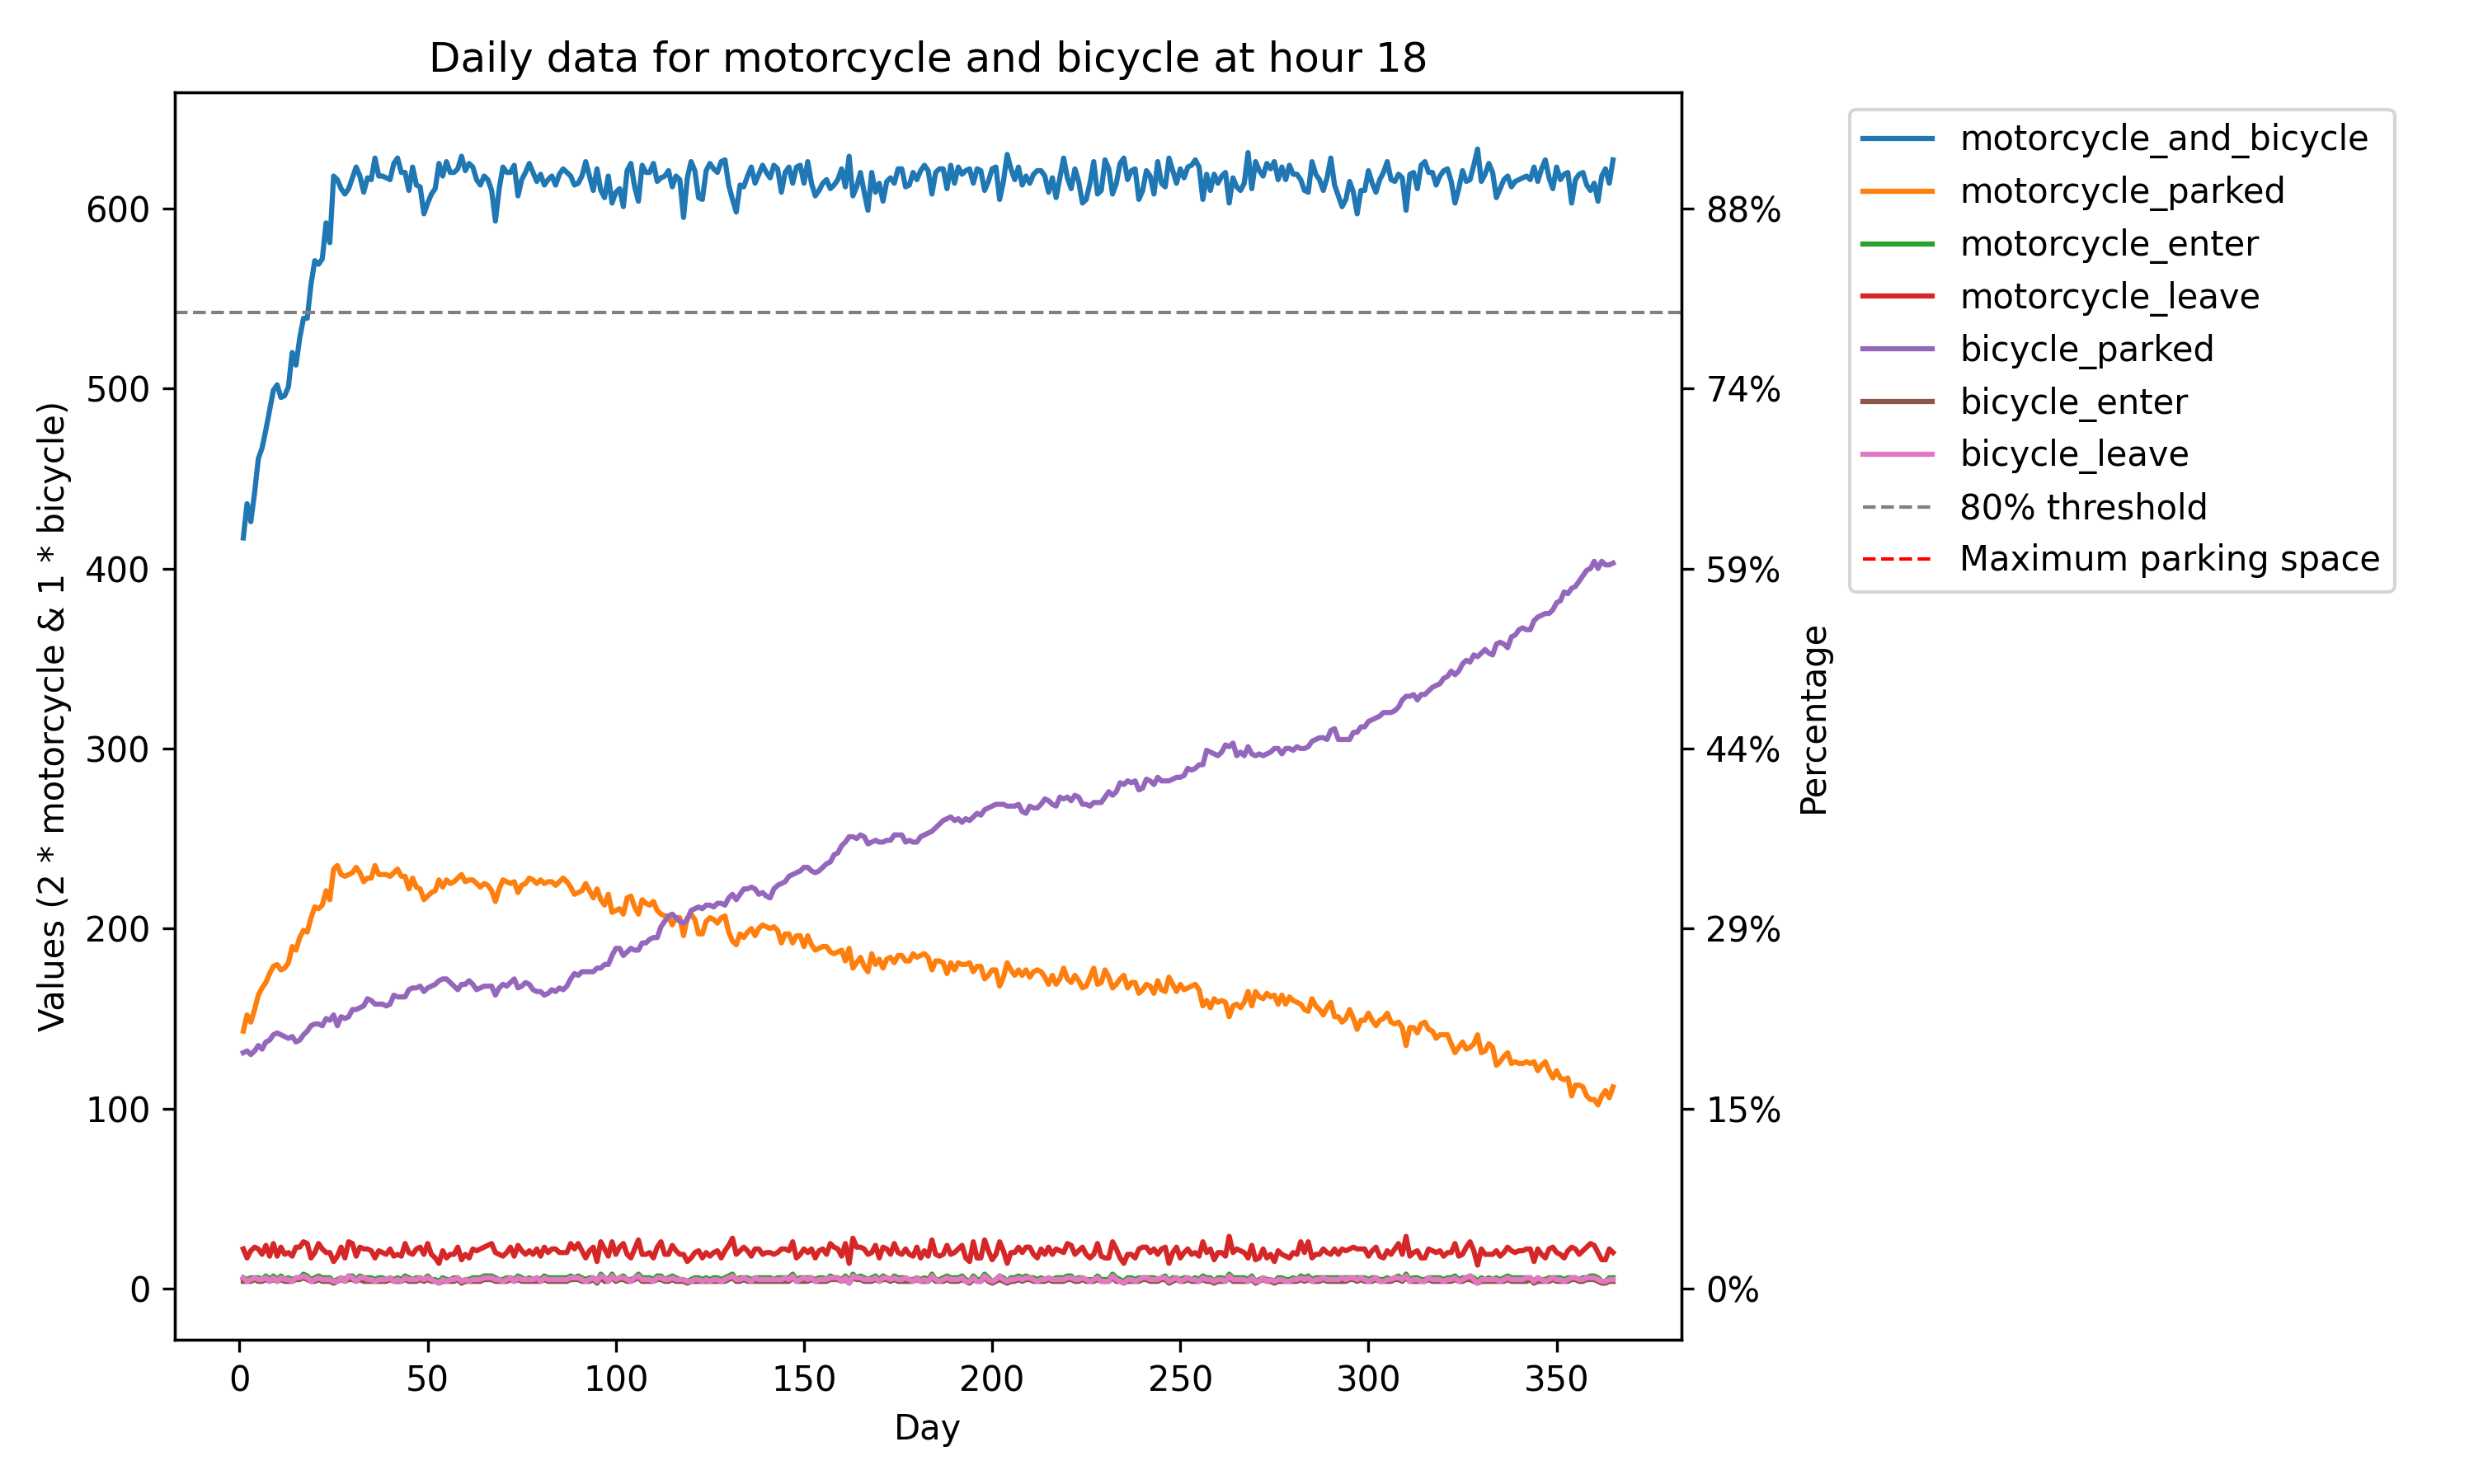 Daily data for motorcycle and bicycle at hour 18
Values (2 * motorcycle & 1 * bicycle)
600
500
400
300
200
100
0
0 50 100 150 200 250 300 350
Day
88%
74%
59%
44%
29%
15%
0%
Percentage
motorcycle_and_bicycle
motorcycle_parked
motorcycle_enter
motorcycle_leave
bicycle_parked
bicycle_enter
bicycle_leave
80% threshold
Maximum parking space